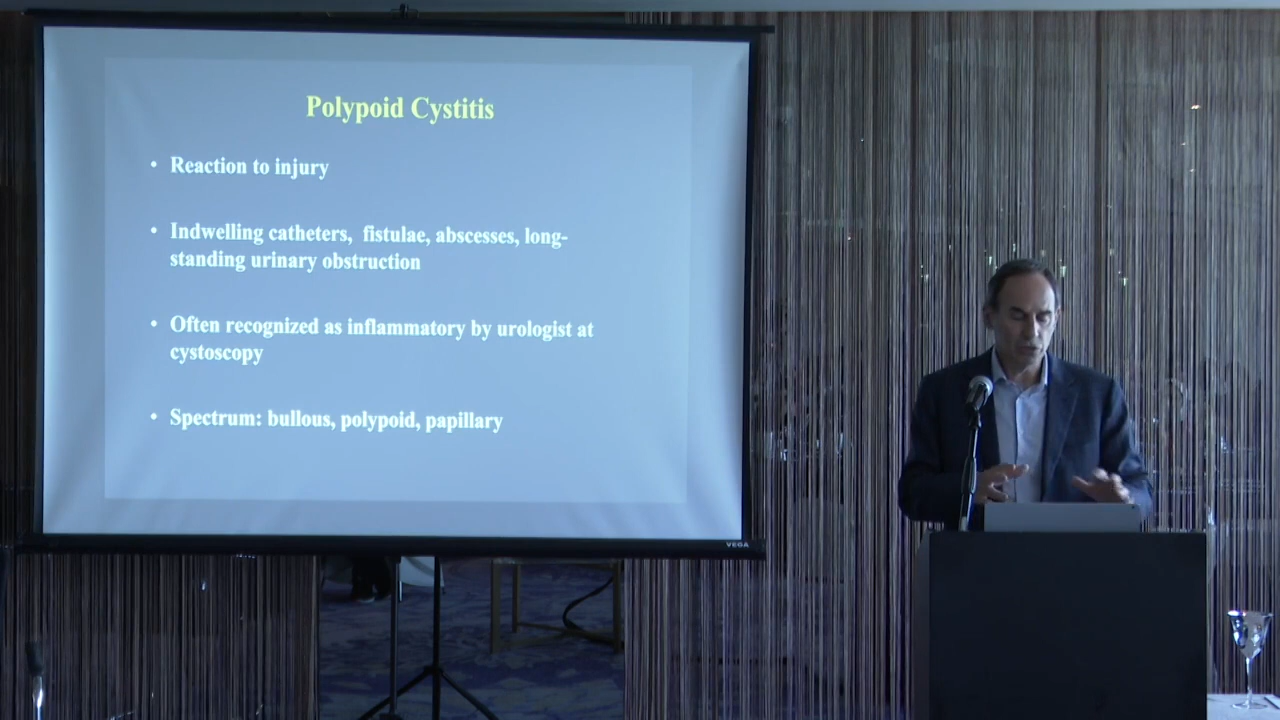 Polypoid Cystitis
• Reaction to injury
• Indwelling catheters, fistulae, abscesses, long-
standing urinary obstruction
• Often recognized as inflammatory by urologist at
cystoscopy
• Spectrum: bullous, polypoid, papillary
VEGA